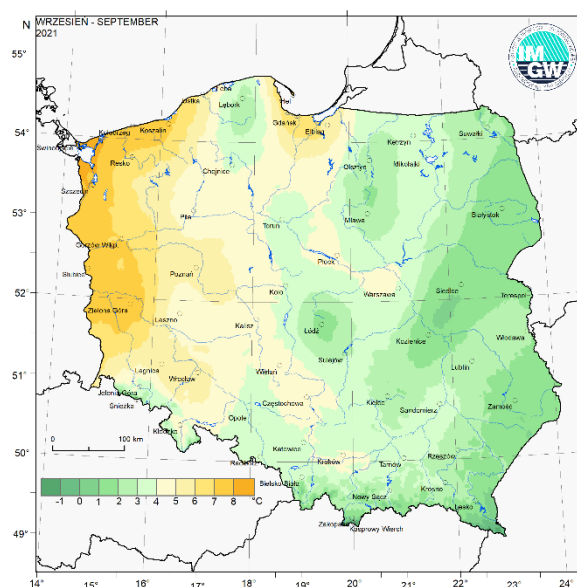 WRZESIEŃ - SEPTEMBER
2021
N
IM
GW
55°
54°
53°
52°
51°
50°
49°
Łeba
Ustka
Lębork
Hel
Kołobrzeg
Koszalin
Gdańsk
Elbląg
Kętrzyn
Suwałki
Resko
Chojnice
Olsztyn
Mikołajki
Szczecin
Piła
Toruń
Mława
Białystok
Gorzów Wlkp.
Słubice
Poznań
Koło
Płock
Warszawa
Siedlce
Terespol
Zielona Góra
Leszno
Kalisz
Łódź
Sulejów
Kozienice
Włodawa
Legnica
Wrocław
Wieluń
Lublin
Jelenia Góra
Śnieżka
Opole
Częstochowa
Kielce
Sandomierz
Zamość
Kłodzko
Katowice
Racibórz
Kraków
Tarnów
Rzeszów
Bielsko-Biała
Nowy Sącz
Krosno
Lesko
Zakopane
Kasprowy Wierch
0 100 km
-1 0 1 2 3 4 5 6 7 8 °C
14° 15° 16° 17° 18° 19° 20° 21° 22° 23° 24°